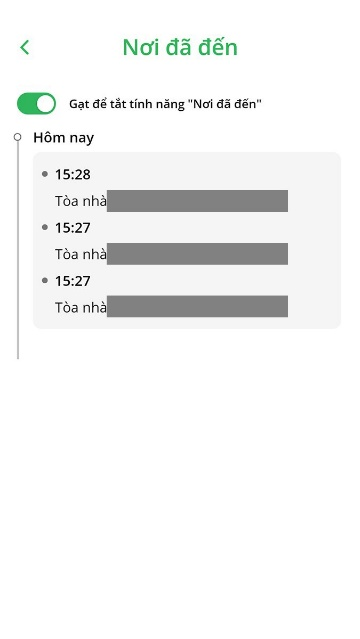 Nơi đã đến
Gạt để tắt tính năng "Nơi đã đến"
Hôm nay
15:28
Tòa nhà
15:27
Tòa nhà
15:27
Tòa nhà